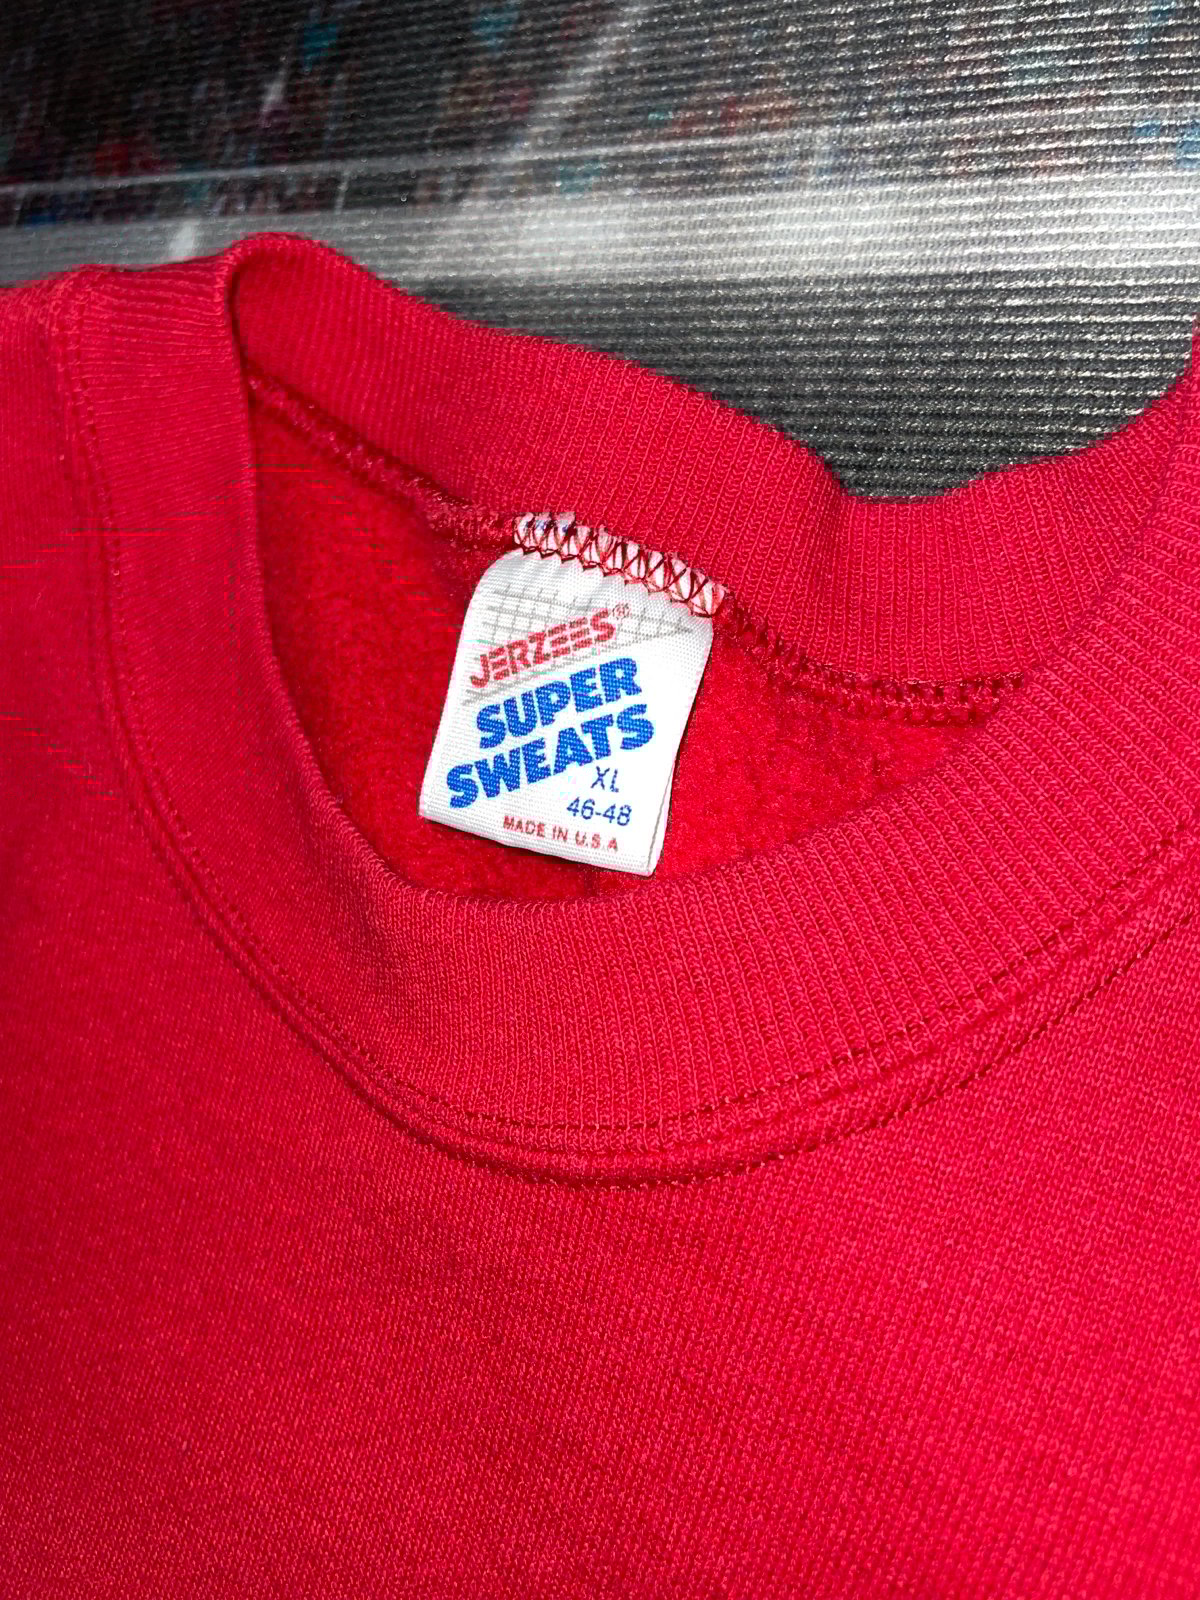 JERZEES®
SUPER
SWEATS
XL
46-48
MADE IN U.S.A